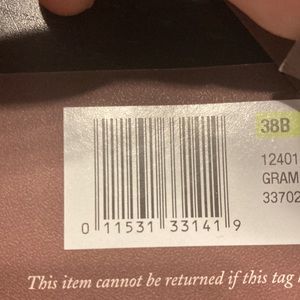 38B
12401
GRAM
33702
0 11531 33141 9
This item cannot be returned if this tag